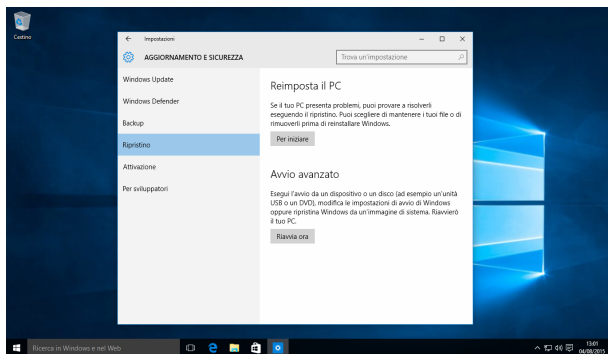 Cestino
Impostazioni
AGGIORNAMENTO E SICUREZZA
Trova un'impostazione
Windows Update
Windows Defender
Backup
Ripristino
Attivazione
Per sviluppatori
Reimposta il PC
Se il tuo PC presenta problemi, puoi provare a risolverli
eseguendo il ripristino. Puoi scegliere di mantenere i tuoi file o di
rimuoverli prima di reinstallare Windows.
Per iniziare
Avvio avanzato
Esegui l'avvio da un dispositivo o un disco (ad esempio un'unità
USB o un DVD), modifica le impostazioni di avvio di Windows
oppure ripristina Windows da un'immagine di sistema. Riavvierò
il tuo PC.
Riavvia ora
Ricerca in Windows e nel Web
13:01
04/08/2015